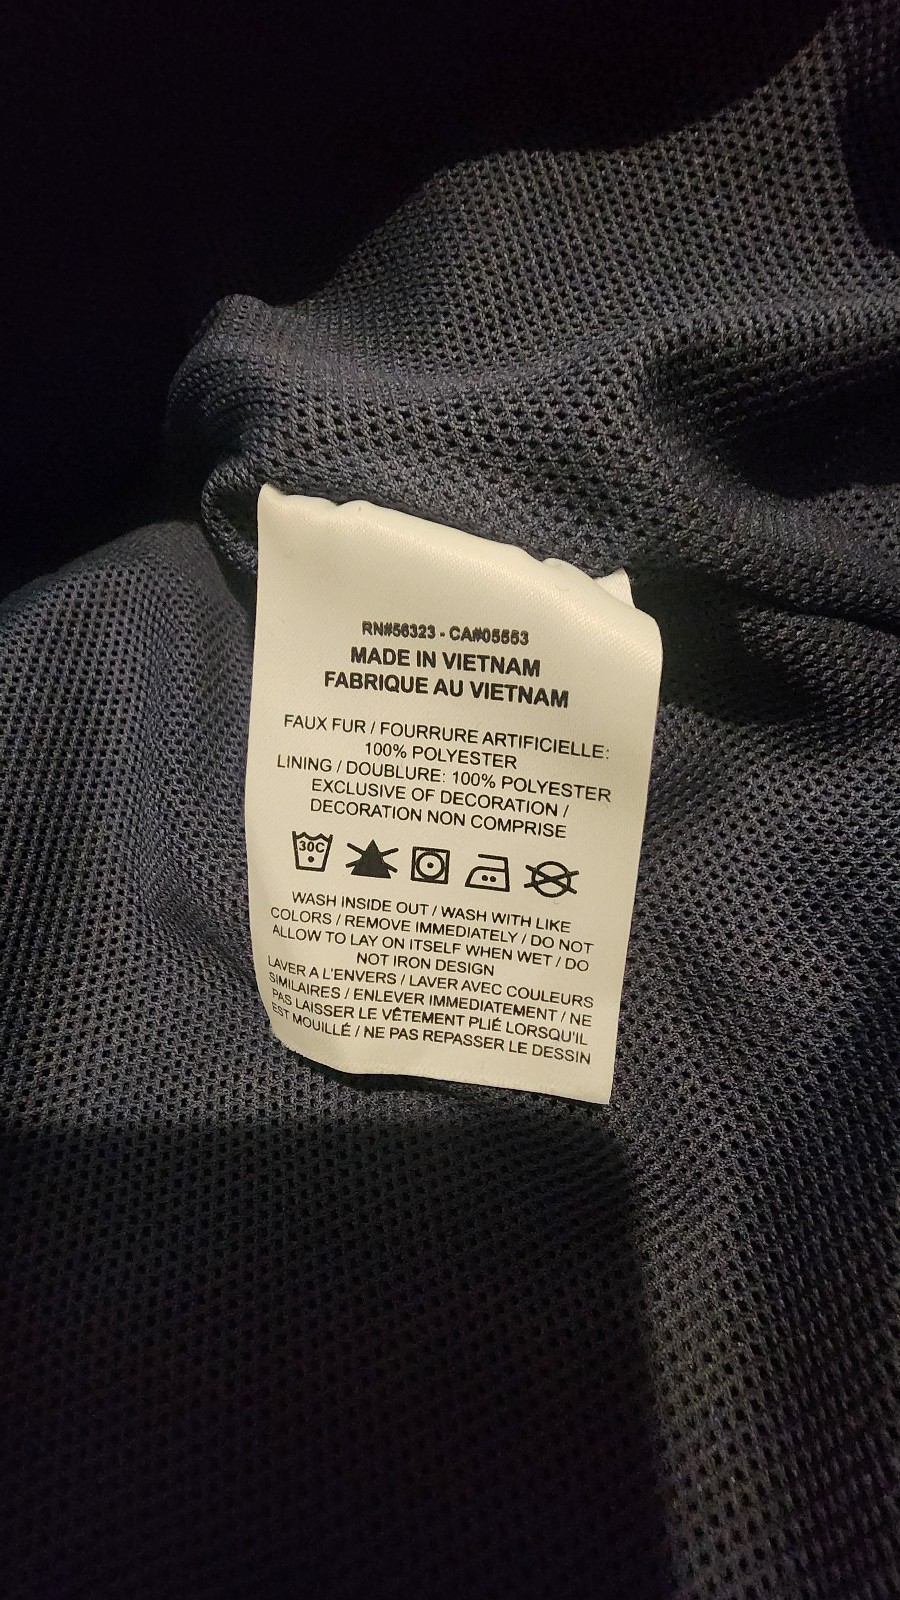 RN#56323 - CA#05553
MADE IN VIETNAM
FABRIQUE AU VIETNAM
FAUX FUR / FOURRURE ARTIFICIELLE:
100% POLYESTER
LINING / DOUBLURE: 100% POLYESTER
EXCLUSIVE OF DECORATION /
DECORATION NON COMPRISE
30C
WASH INSIDE OUT / WASH WITH LIKE
COLORS / REMOVE IMMEDIATELY / DO NOT
ALLOW TO LAY ON ITSELF WHEN WET / DO
NOT IRON DESIGN
LAVER A L'ENVERS / LAVER AVEC COULEURS
SIMILAIRES / ENLEVER IMMEDIATEMENT / NE
PAS LAISSER LE VÊTEMENT PLIÉ LORSQU'IL
EST MOUILLÉ / NE PAS REPASSER LE DESSIN